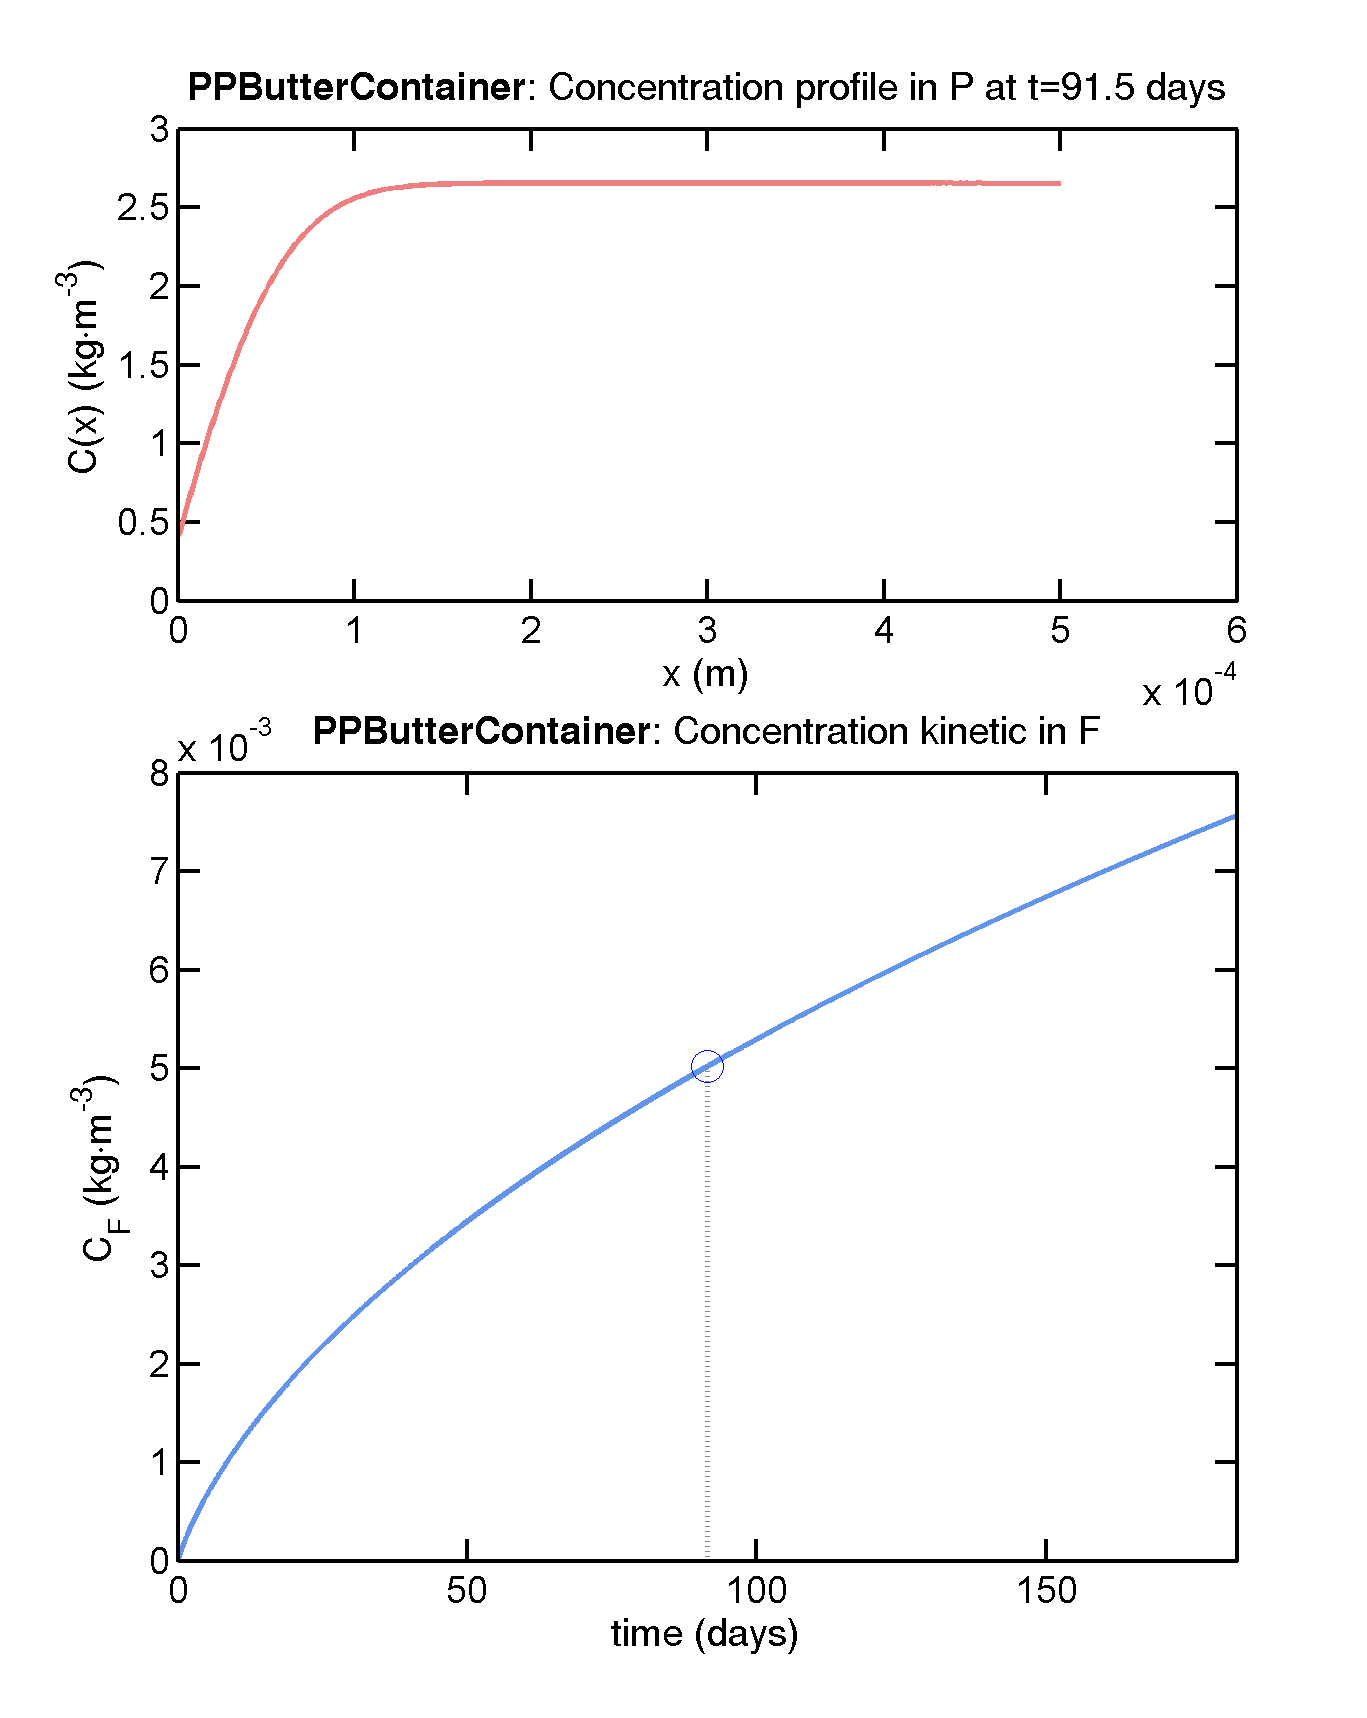 PPButterContainer: Concentration profile in P at t=91.5 days
3
2.5
2
1.5
1
0.5
0
C(x) (kg·m-3)
0 1 2 3 4 5 6
x (m)
x 10-4
PPButterContainer: Concentration kinetic in F
x 10-3
8
7
6
5
4
3
2
1
0
CF (kg·m-3)
0 50 100 150
time (days)